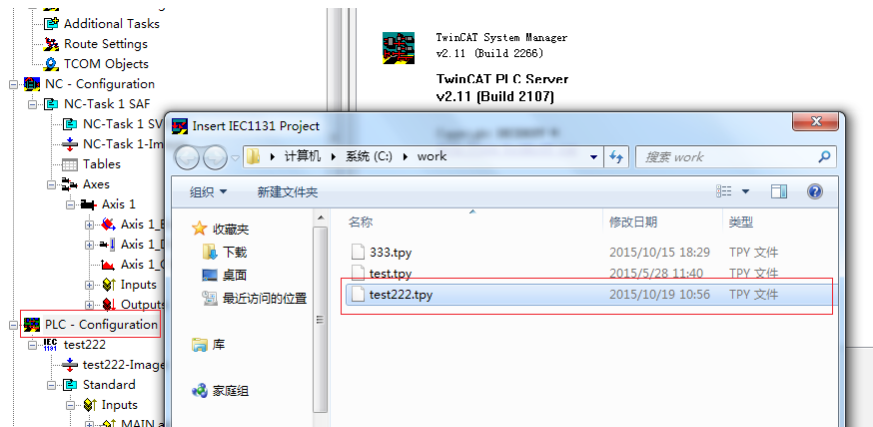 Additional Tasks
Route Settings
TCOM Objects
NC - Configuration
NC-Task 1 SAF
NC-Task 1 SV
NC-Task 1-Im
Tables
Axes
Axis 1
Axis 1_E
Axis 1_
Axis 1_
Inputs
Outputs
PLC - Configuration
test222
test222-Image
Standard
Inputs
MAIN.a
TwinCAT System Manager
v2.11 (Build 2266)
TwinCAT PLC Server
v2.11 (Build 2107)
Insert IEC1131 Project
计算机 系统 (C:) work
搜索 work
组织 新建文件夹
收藏夹
下载
桌面
最近访问的位置
库
家庭组
名称 修改日期 类型
333.tpy 2015/10/15 18:29 TPY 文件
test.tpy 2015/5/28 11:40 TPY 文件
test222.tpy 2015/10/19 10:56 TPY 文件